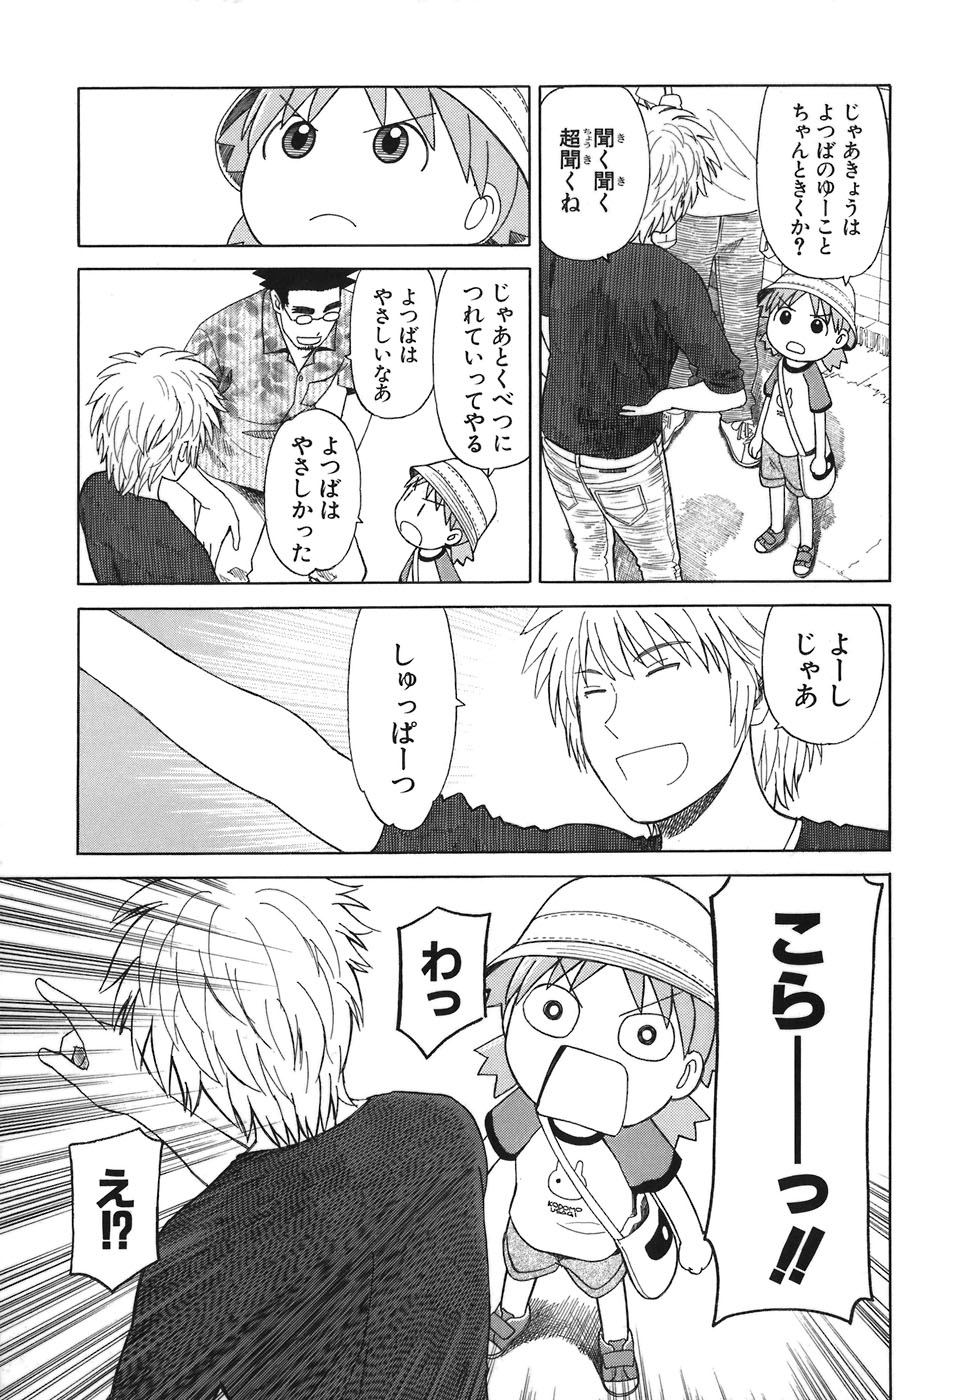 じゃあきょうは
よつばのゆーこと
ちゃんときくか?
聞く聞く
超聞くね
じゃあとくべつに
つれていってやる
よつばは
やさしいなあ
よつばは
やさしかった
よーし
じゃあ
しゅっぱーつ
こらーーっ!!
わっ
KODOMO
USAGI
え!?